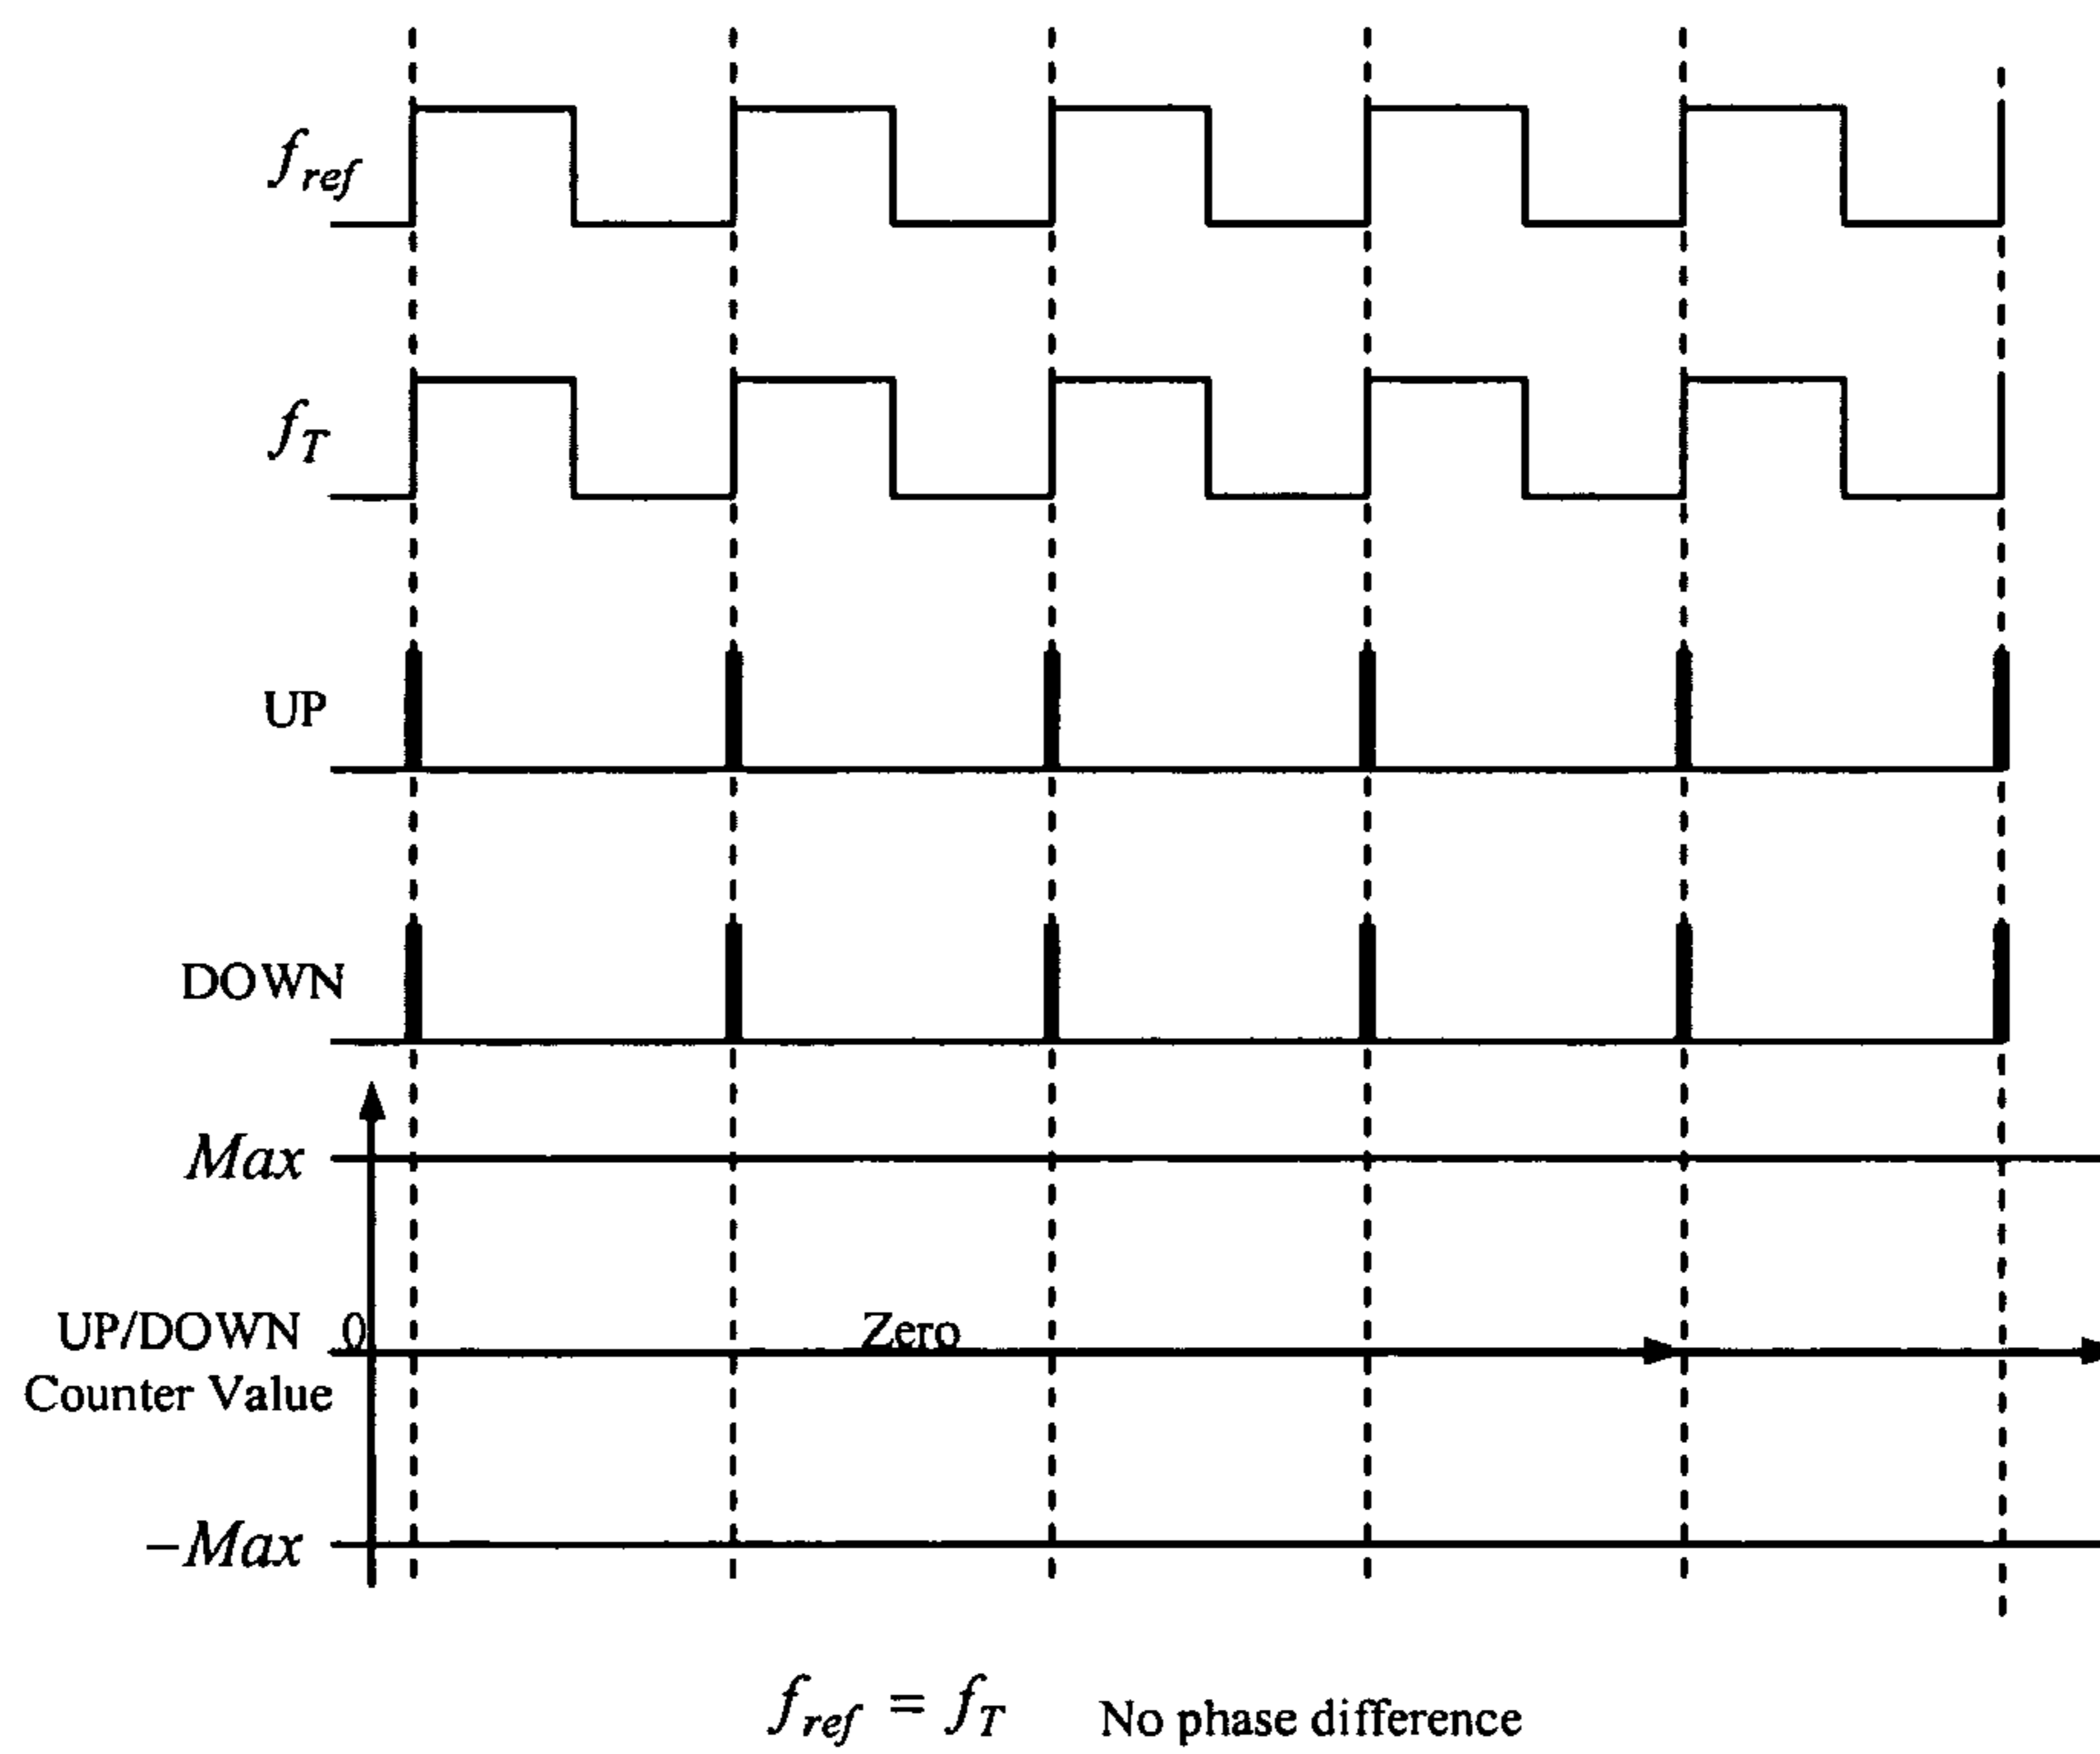 f_ref
f_T
UP
DOWN
Max
UP/DOWN 0 Zero
Counter Value
−Max
f_ref = f_T No phase difference